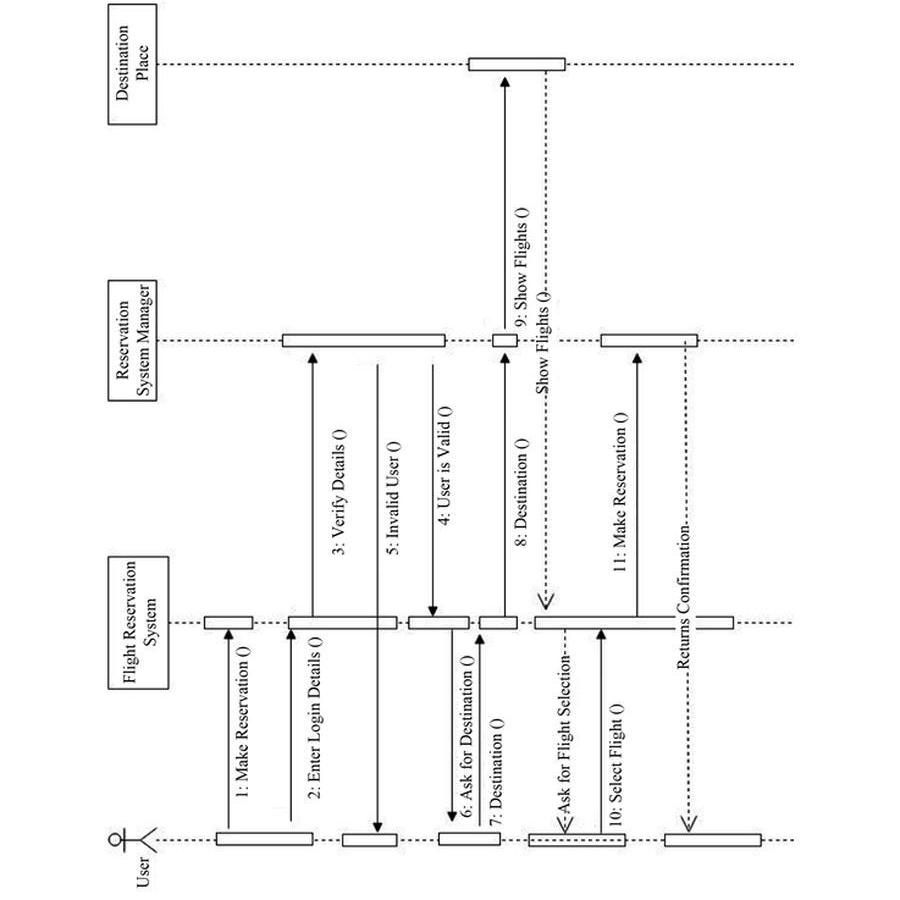 User
Flight Reservation
System
Reservation
System Manager
Destination
Place
1: Make Reservation ()
2: Enter Login Details ()
3: Verify Details ()
5: Invalid User ()
4: User is Valid ()
6: Ask for Destination ()
7: Destination ()
8: Destination ()
9: Show Flights ()
Show Flights ()
Ask for Flight Selection
10: Select Flight ()
11: Make Reservation ()
Returns Confirmation